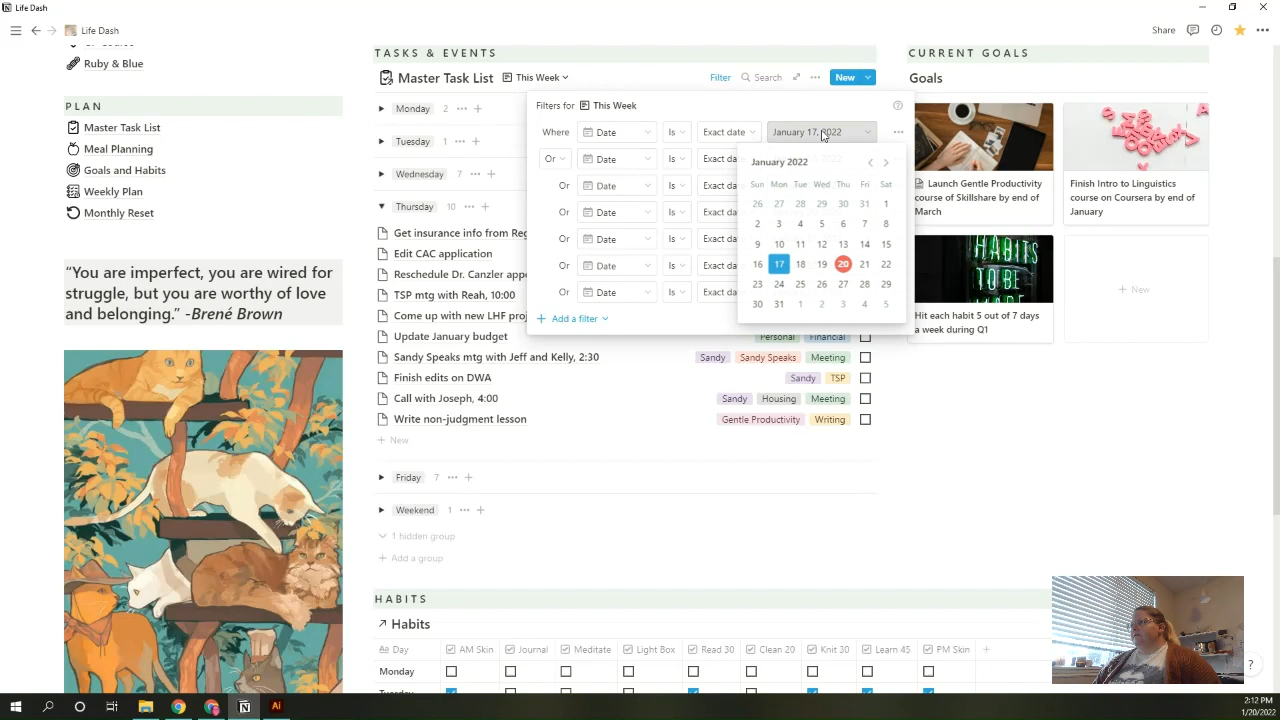 Life Dash
Life Dash
Share
Ruby & Blue
PLAN
Master Task List
Meal Planning
Goals and Habits
Weekly Plan
Monthly Reset
“You are imperfect, you are wired for
struggle, but you are worthy of love
and belonging.” -Brené Brown
TASKS & EVENTS
Master Task List This Week
Filter Search New
Monday 2
Tuesday 1
Wednesday 7
Thursday 10
Get insurance info from Reg
Edit CAC application
Reschedule Dr. Canzler appo
TSP mtg with Reah, 10:00
Come up with new LHF proj
Update January budget Personal Financial
Sandy Speaks mtg with Jeff and Kelly, 2:30 Sandy Sandy Speaks Meeting
Finish edits on DWA Sandy TSP
Call with Joseph, 4:00 Sandy Housing Meeting
Write non-judgment lesson Gentle Productivity Writing
New
Friday 7
Weekend 1
1 hidden group
Add a group
Filters for This Week
Where Date Is Exact date January 17, 2022
Or Date Is Exact
Or Date Is Exact
Or Date Is Exact
Or Date Is Exact
Or Date Is Exact
Or Date Is Exact
Add a filter
January 2022
Sun Mon Tue Wed Thu Fri Sat
26 27 28 29 30 31 1
2 3 4 5 6 7 8
9 10 11 12 13 14 15
16 17 18 19 20 21 22
23 24 25 26 27 28 29
30 31 1 2 3 4 5
CURRENT GOALS
Goals
Launch Gentle Productivity
course of Skillshare by end of
March
Finish Intro to Linguistics
course on Coursera by end of
January
HABITS
TO BE
MADE
Hit each habit 5 out of 7 days
a week during Q1
New
HABITS
Habits
Aa Day AM Skin Journal Meditate Light Box Read 30 Clean 20 Knit 30 Learn 45 PM Skin
Monday
?
Ai
2:12 PM
1/20/2022